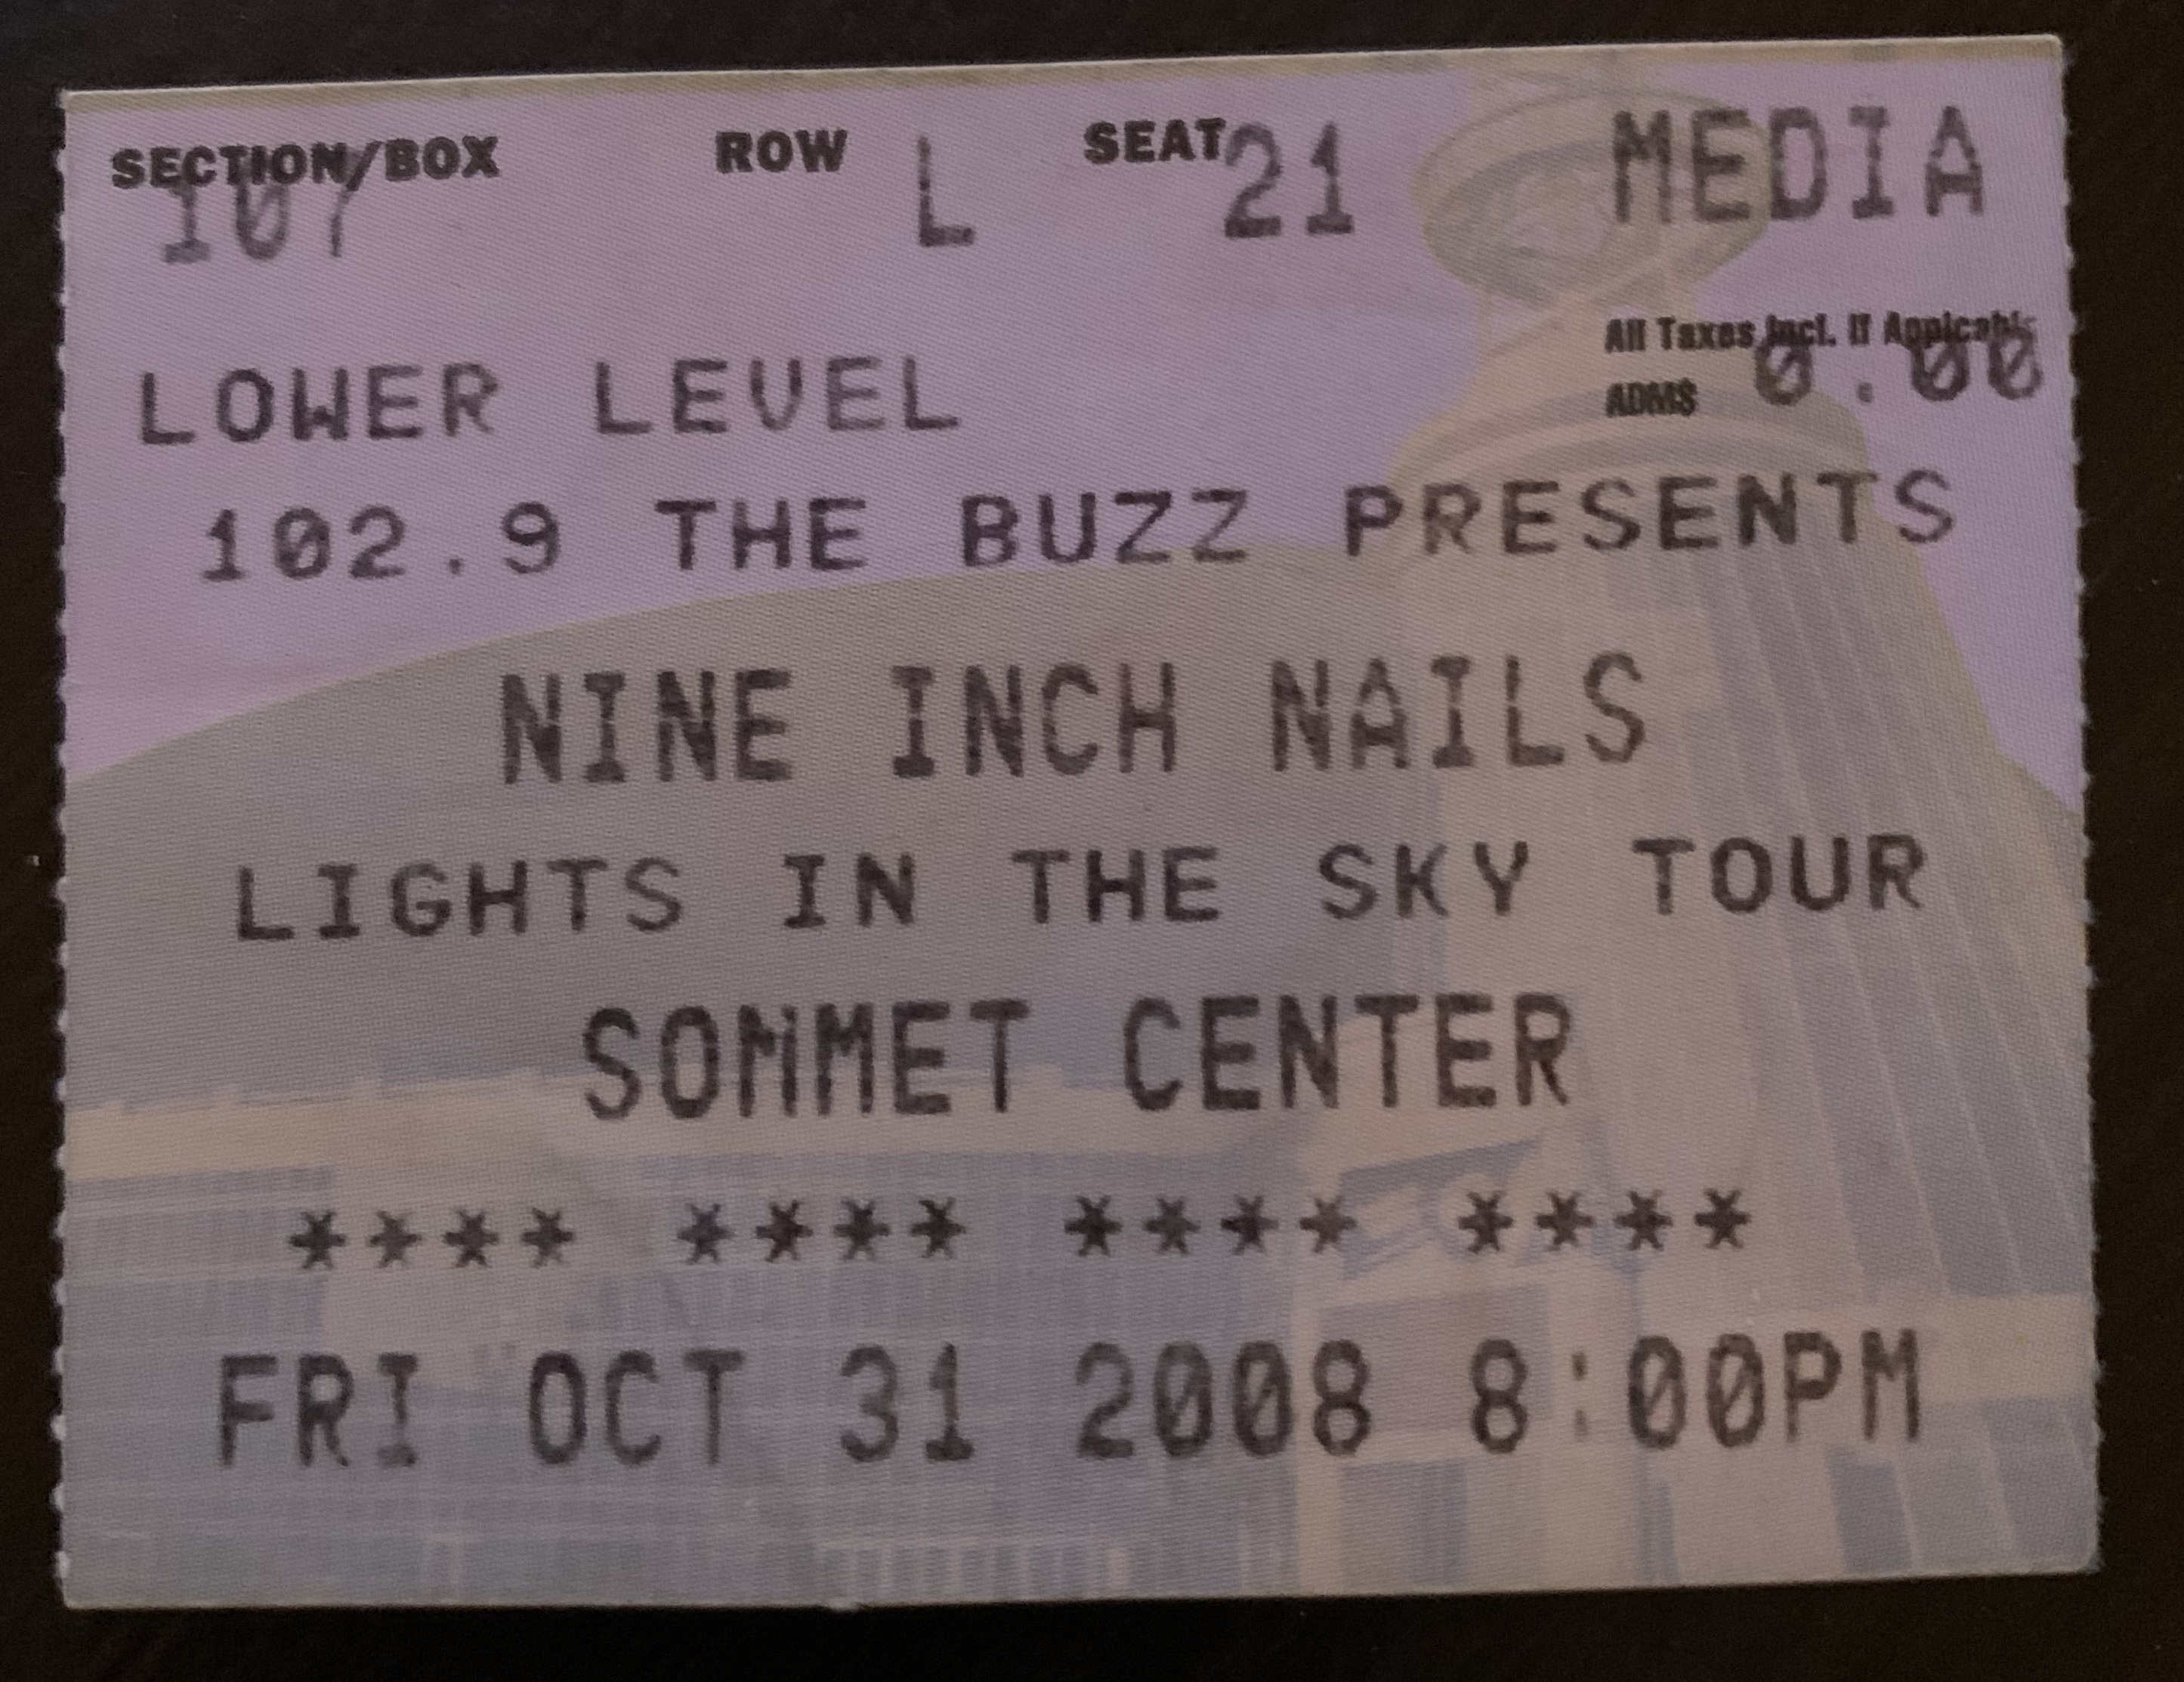 SECTION/BOX ROW SEAT MEDIA
107 L 21
All Taxes Incl. If Applcable
ADM$ 0.00
LOWER LEVEL
102.9 THE BUZZ PRESENTS
NINE INCH NAILS
LIGHTS IN THE SKY TOUR
SOMMET CENTER
**** **** **** ****
FRI OCT 31 2008 8:00PM